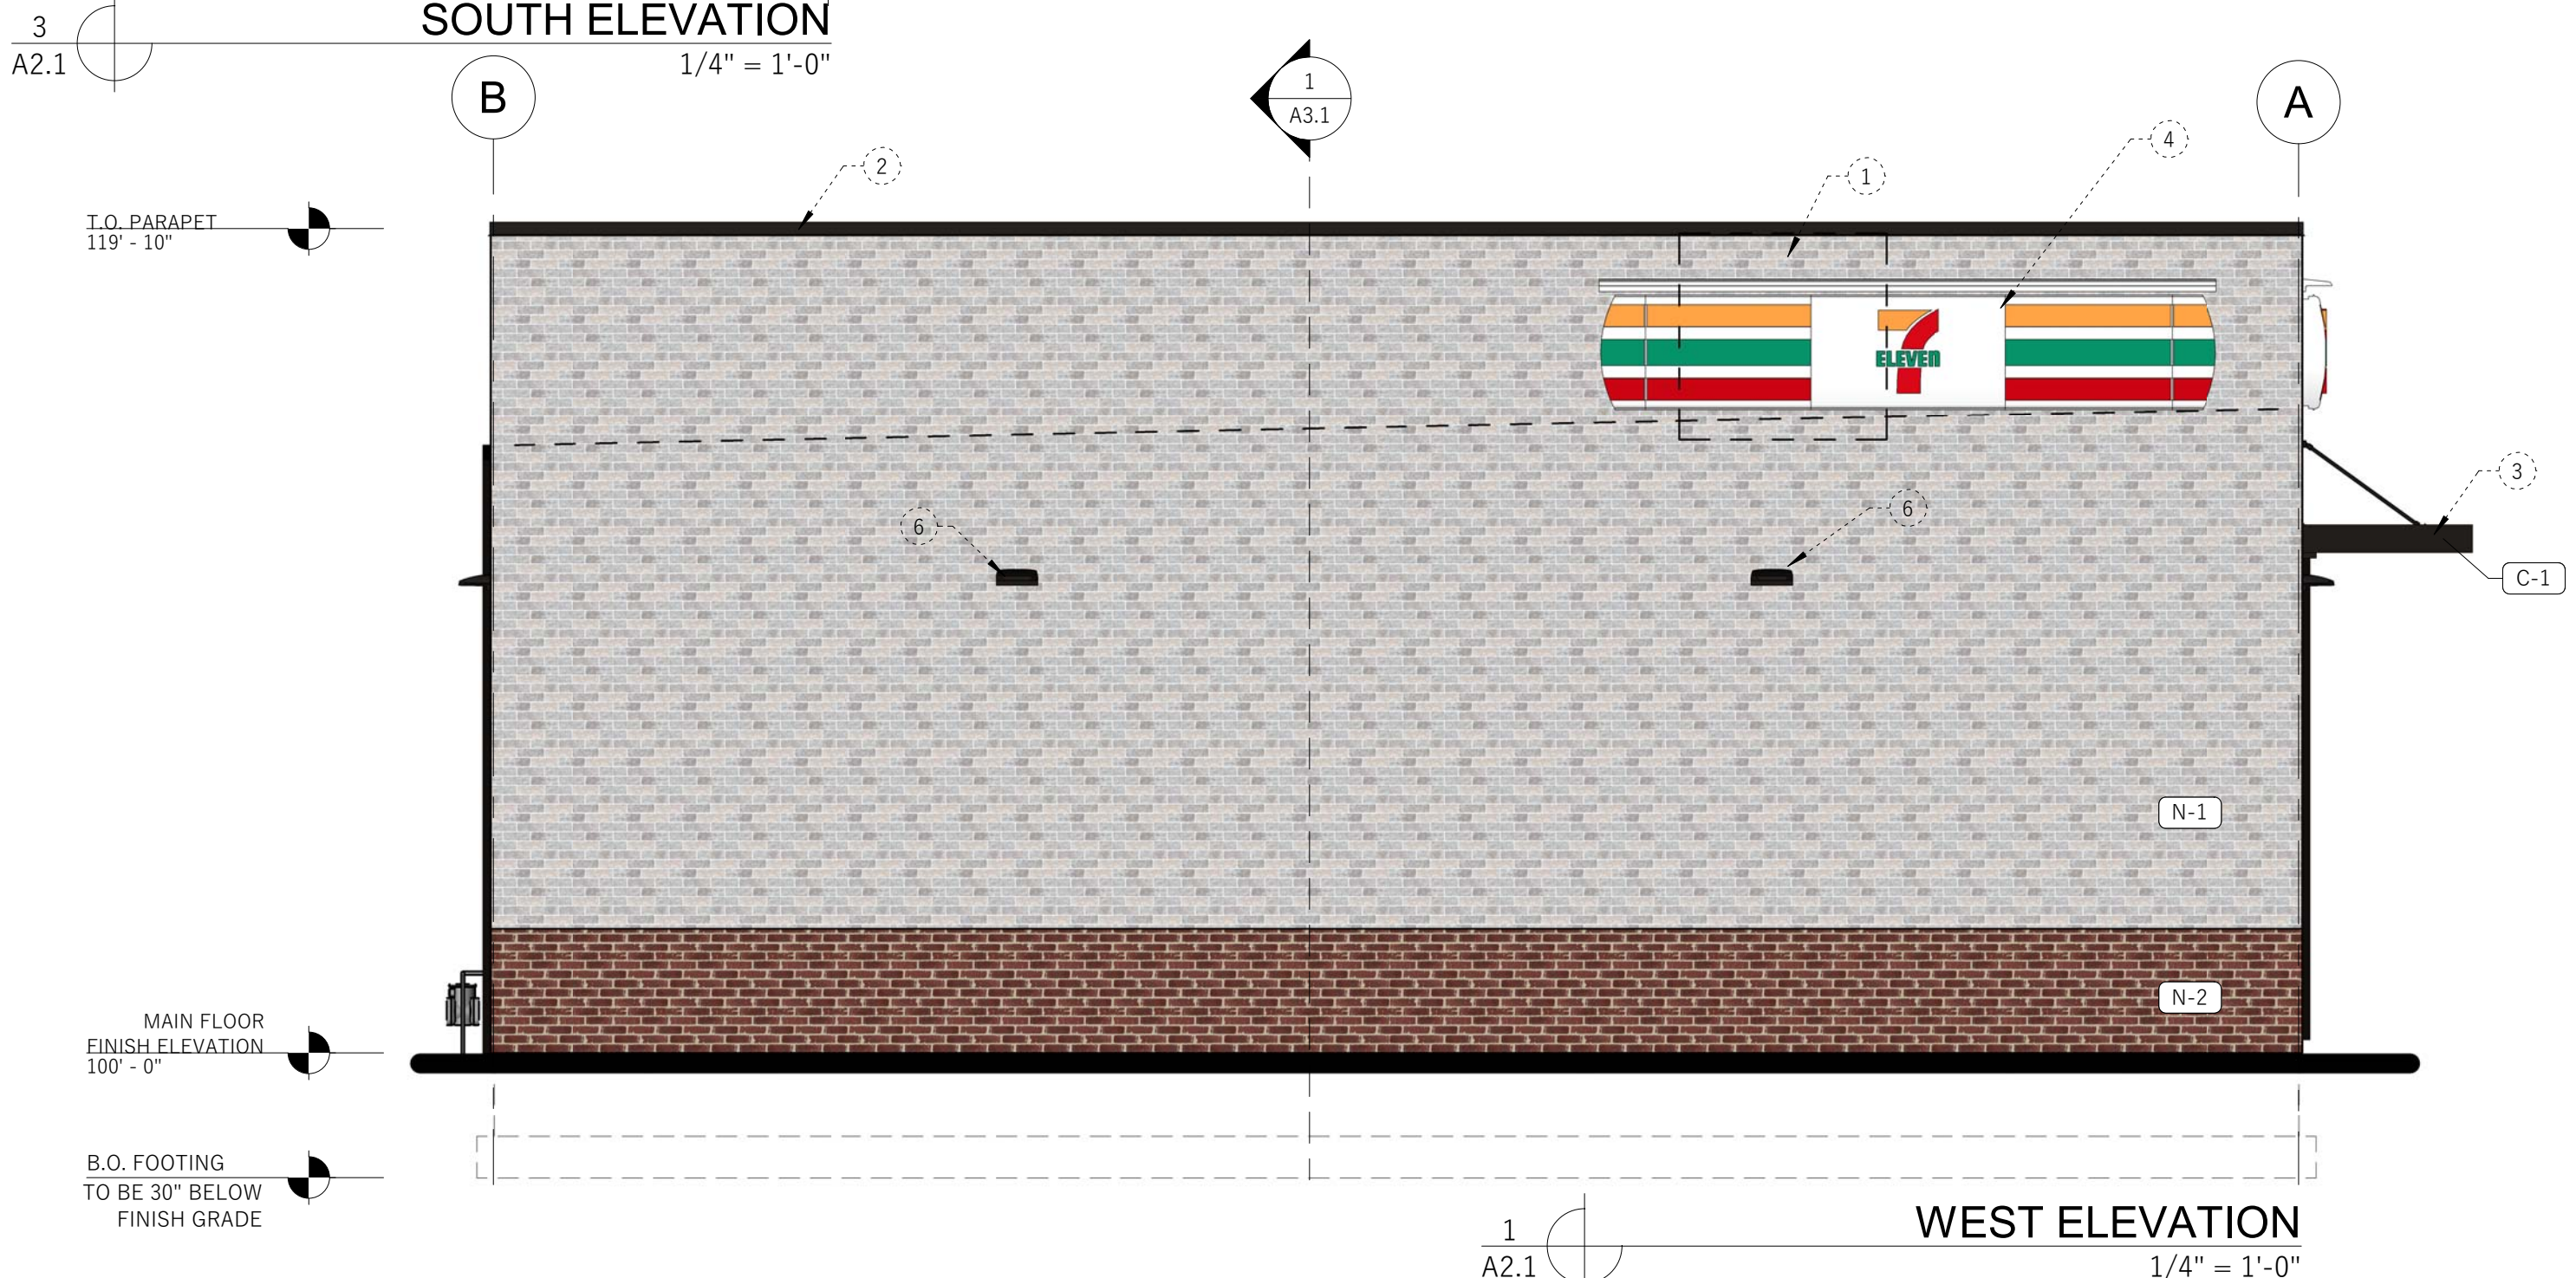 SOUTH ELEVATION
3
A2.1
1/4" = 1'-0"
B
1
A3.1
A
2
1
4
T.O. PARAPET
119' - 10"
7
ELEVEN
3
6
6
C-1
N-1
N-2
MAIN FLOOR
FINISH ELEVATION
100' - 0"
B.O. FOOTING
TO BE 30" BELOW
FINISH GRADE
WEST ELEVATION
1
A2.1
1/4" = 1'-0"